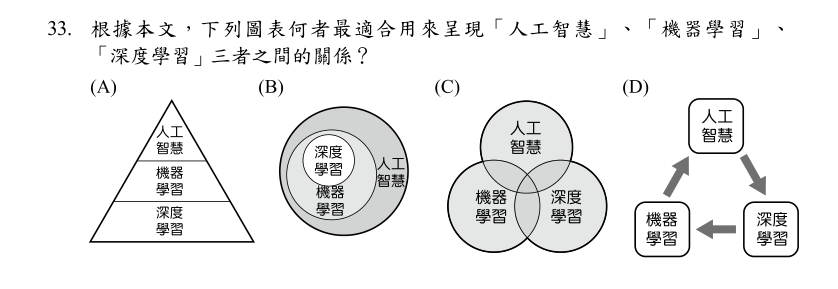 33. 根據本文，下列圖表何者最適合用來呈現「人工智慧」、「機器學習」、
「深度學習」三者之間的關係？
(A)
人工
智慧
機器
學習
深度
學習
(B)
深度
學習
機器
學習
人工
智慧
(C)
人工
智慧
機器
學習
深度
學習
(D)
人工
智慧
機器
學習
深度
學習